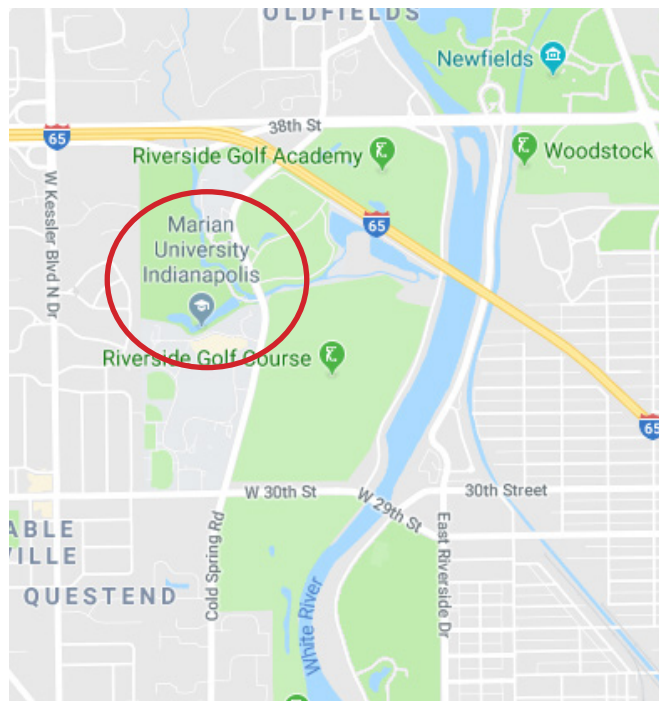 OLDFIELDS
Newfields
38th St
65
Riverside Golf Academy
Woodstock
W Kessler Blvd N Dr
Marian
University
Indianapolis
65
Riverside Golf Course
65
W 30th St
30th Street
W 29th St
ABLE
VILLE
QUESTEND
Cold Spring Rd
White River
East Riverside Dr